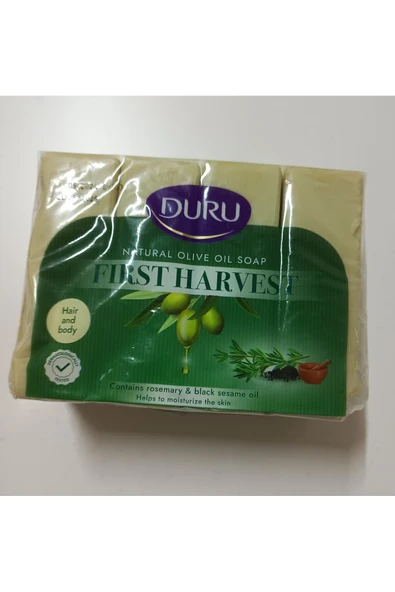 DURU
NATURAL OLIVE OIL SOAP
FIRST HARVEST
Hair
and
body
TESTED
Contains rosemary & black sesame oil
Helps to moisturize the skin